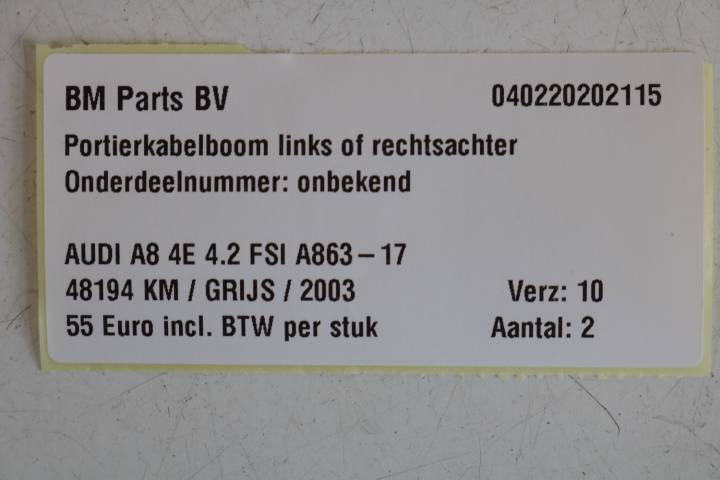 BM Parts BV 040220202115
Portierkabelboom links of rechtsachter
Onderdeelnummer: onbekend
AUDI A8 4E 4.2 FSI A863-17
48194 KM / GRIJS / 2003 Verz: 10
55 Euro incl. BTW per stuk Aantal: 2